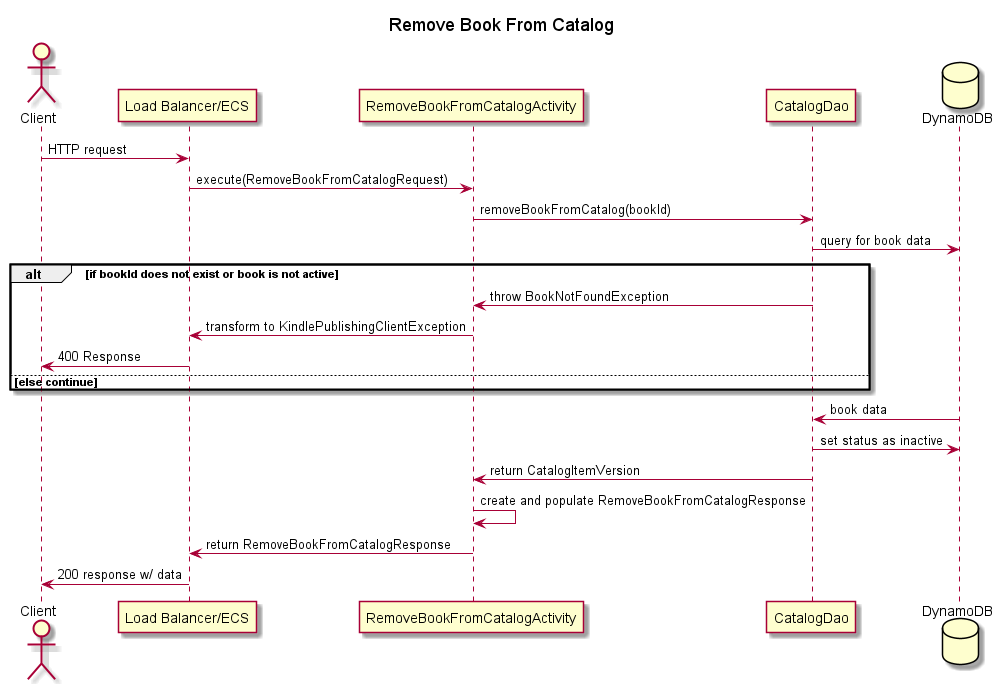 Remove Book From Catalog
Client
Load Balancer/ECS
RemoveBookFromCatalogActivity
CatalogDao
DynamoDB
HTTP request
execute(RemoveBookFromCatalogRequest)
removeBookFromCatalog(bookId)
query for book data
alt
[if bookId does not exist or book is not active]
throw BookNotFoundException
transform to KindlePublishingClientException
400 Response
[else continue]
book data
set status as inactive
return CatalogItemVersion
create and populate RemoveBookFromCatalogResponse
return RemoveBookFromCatalogResponse
200 response w/ data
Client
Load Balancer/ECS
RemoveBookFromCatalogActivity
CatalogDao
DynamoDB